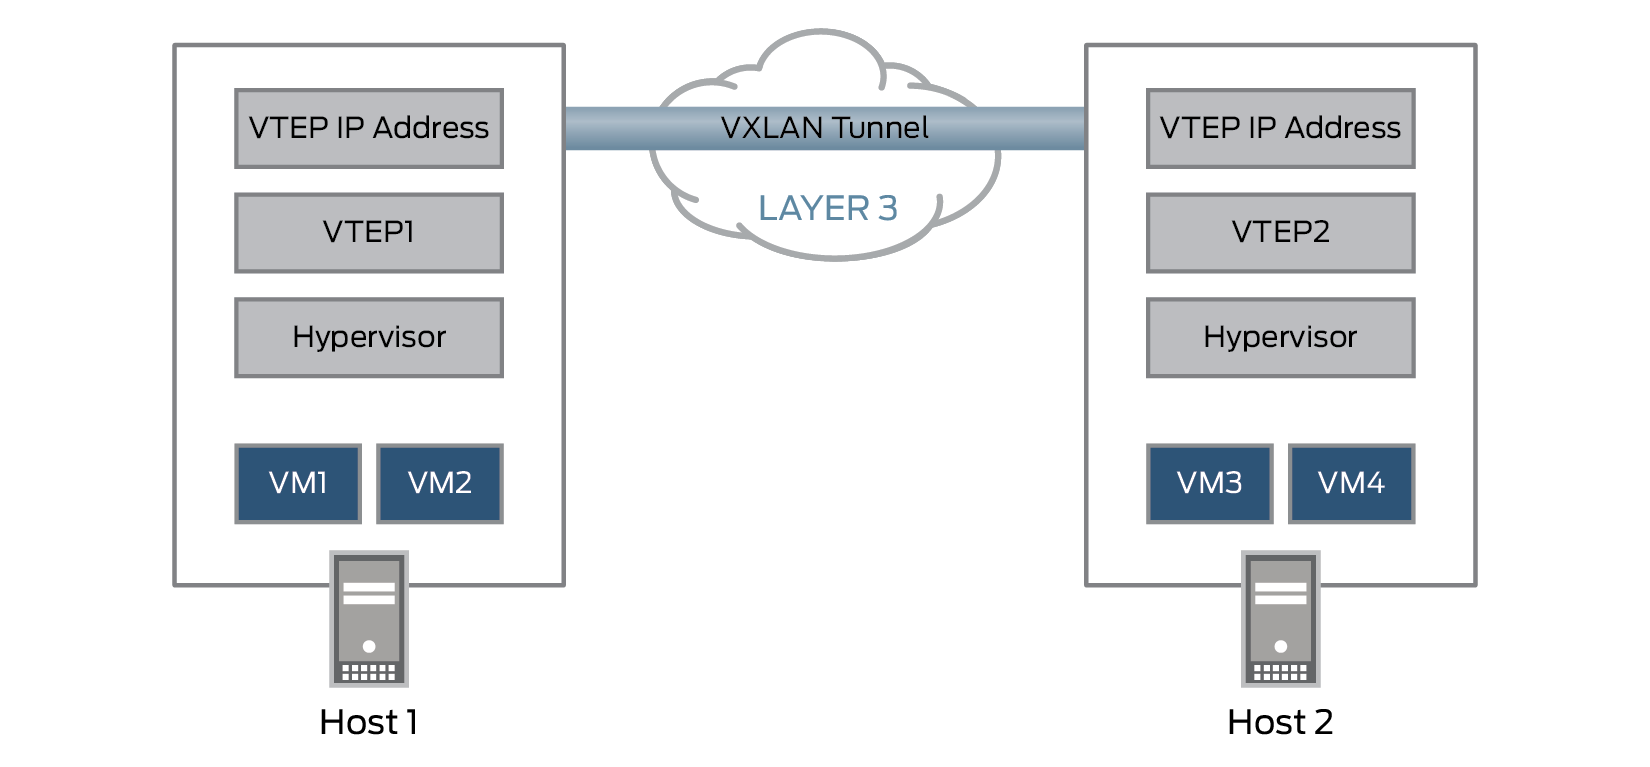 VTEP IP Address
VTEP1
Hypervisor
VM1 VM2
Host 1
VXLAN Tunnel
LAYER 3
VTEP IP Address
VTEP2
Hypervisor
VM3 VM4
Host 2